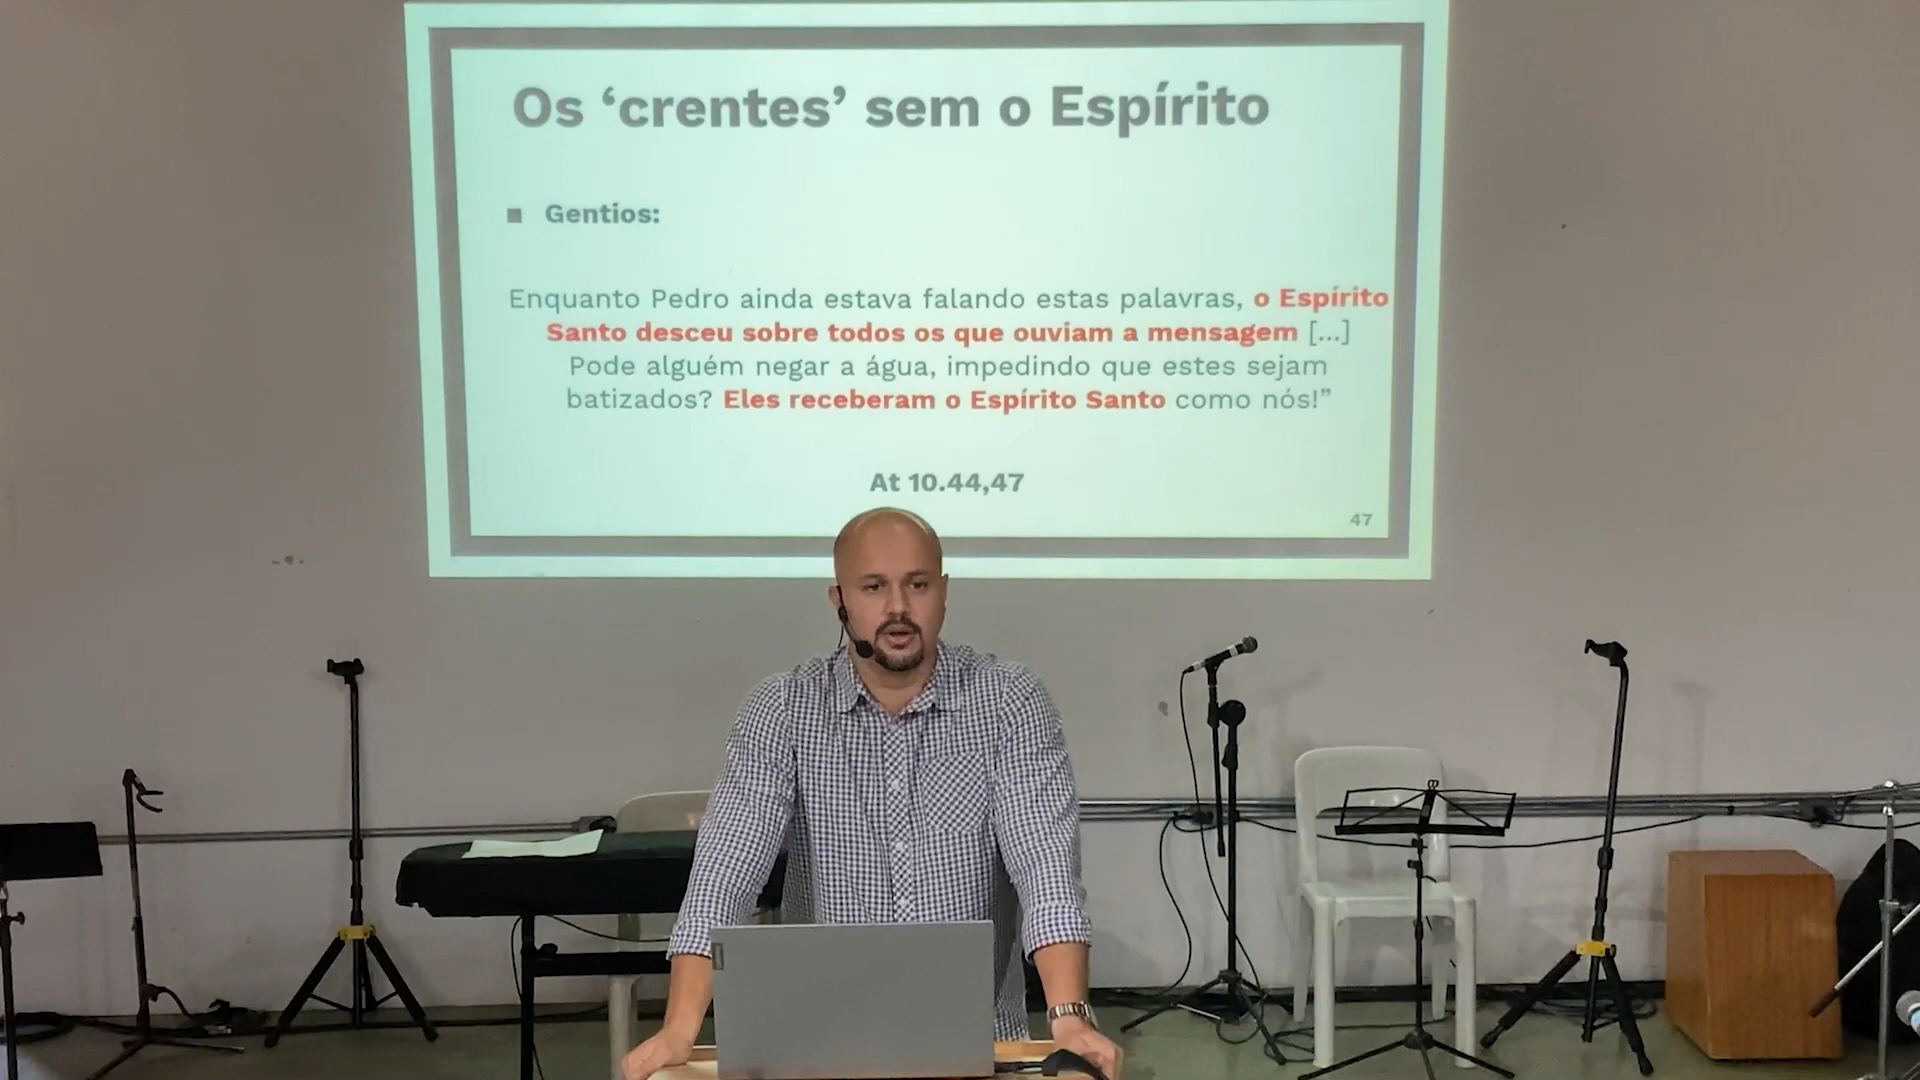 Os ‘crentes’ sem o Espírito
■ Gentios:
Enquanto Pedro ainda estava falando estas palavras, o Espírito
Santo desceu sobre todos os que ouviam a mensagem [...]
Pode alguém negar a água, impedindo que estes sejam
batizados? Eles receberam o Espírito Santo como nós!”
At 10.44,47
47